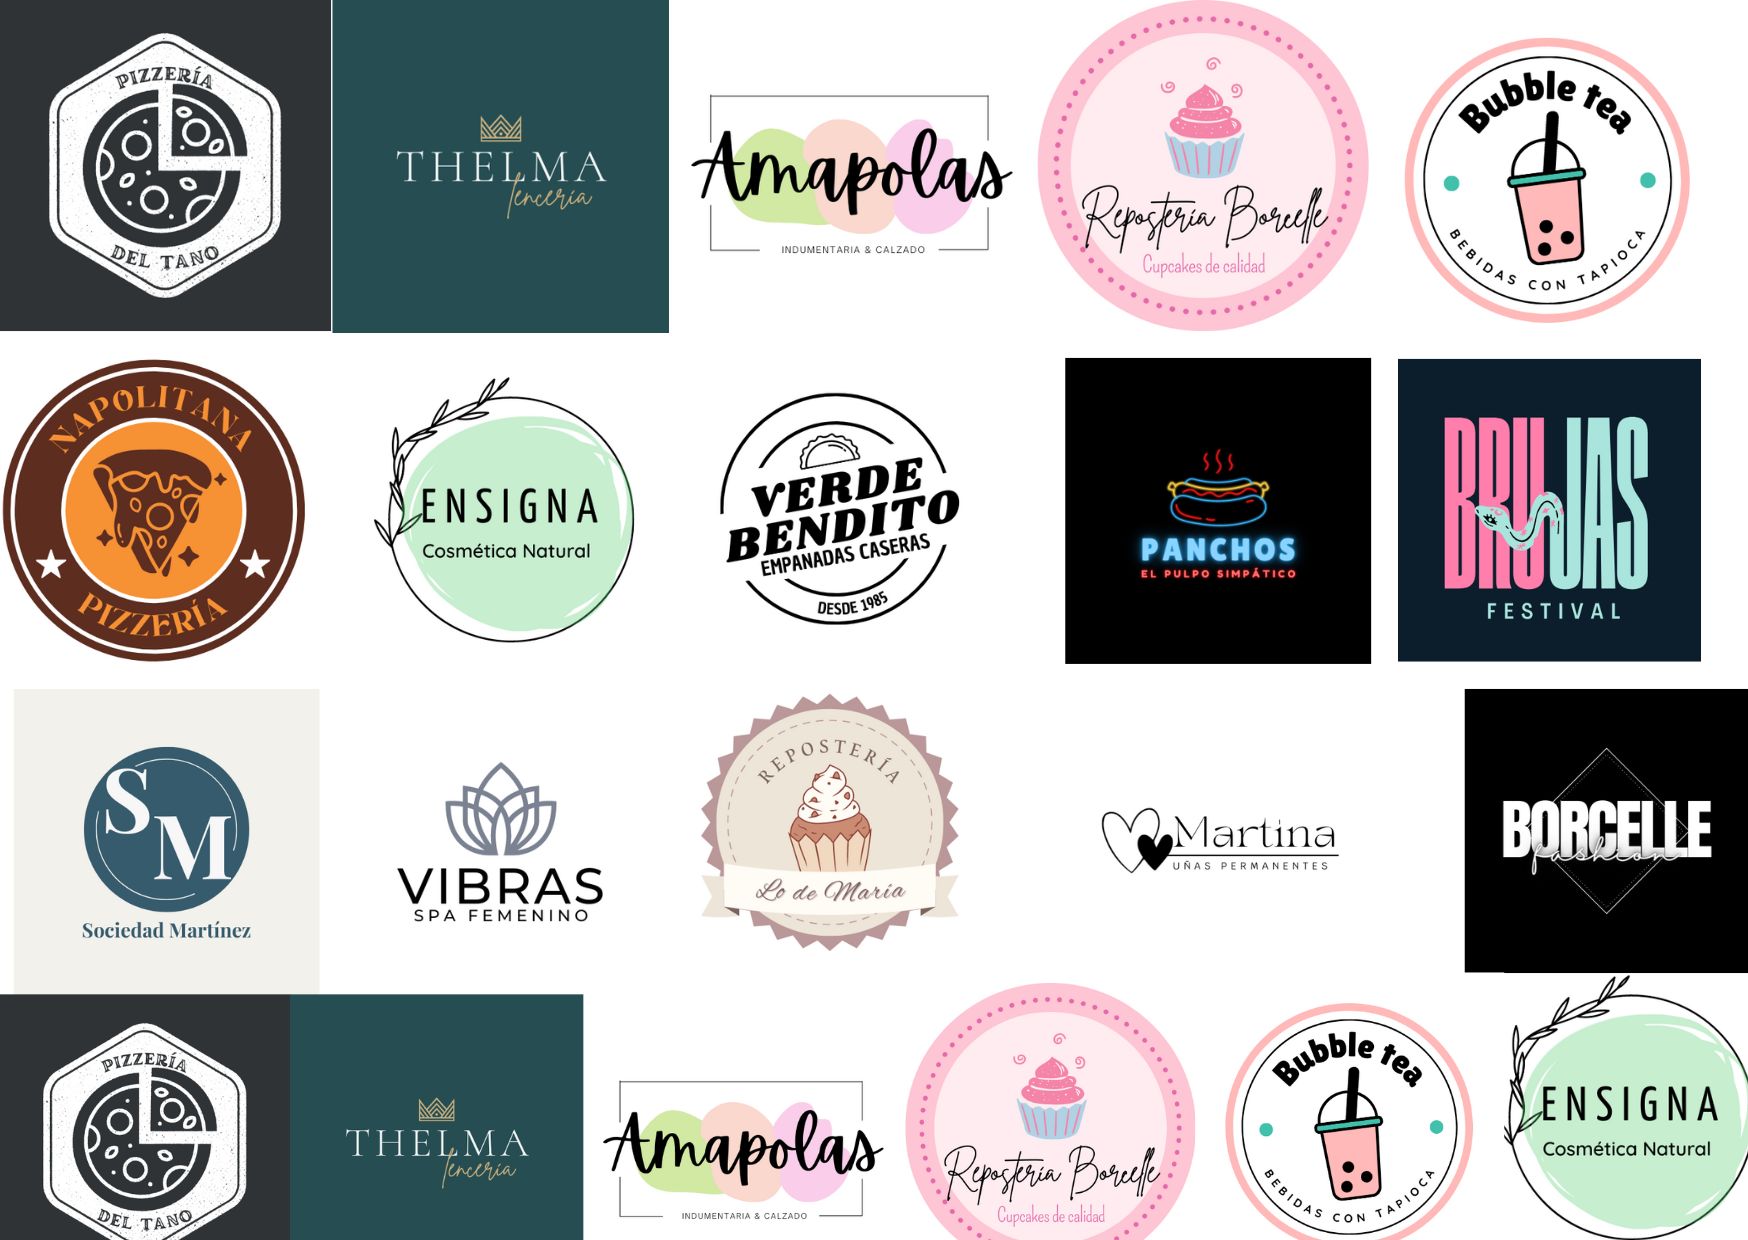 PIZZERÍA
DEL TANO
THELMA
lencería
Amapolas
INDUMENTARIA & CALZADO
Repostería Borcelle
Cupcakes de calidad
Bubble tea
BEBIDAS CON TAPIOCA
NAPOLITANA
PIZZERÍA
ENSIGNA
Cosmética Natural
VERDE
BENDITO
EMPANADAS CASERAS
DESDE 1985
PANCHOS
EL PULPO SIMPÁTICO
BRUJAS
FESTIVAL
SM
Sociedad Martínez
VIBRAS
SPA FEMENINO
REPOSTERÍA
Lo de María
Martina
UÑAS PERMANENTES
BORCELLE
fashion
PIZZERÍA
DEL TANO
THELMA
lencería
Amapolas
INDUMENTARIA & CALZADO
Repostería Borcelle
Cupcakes de calidad
Bubble tea
BEBIDAS CON TAPIOCA
ENSIGNA
Cosmética Natural